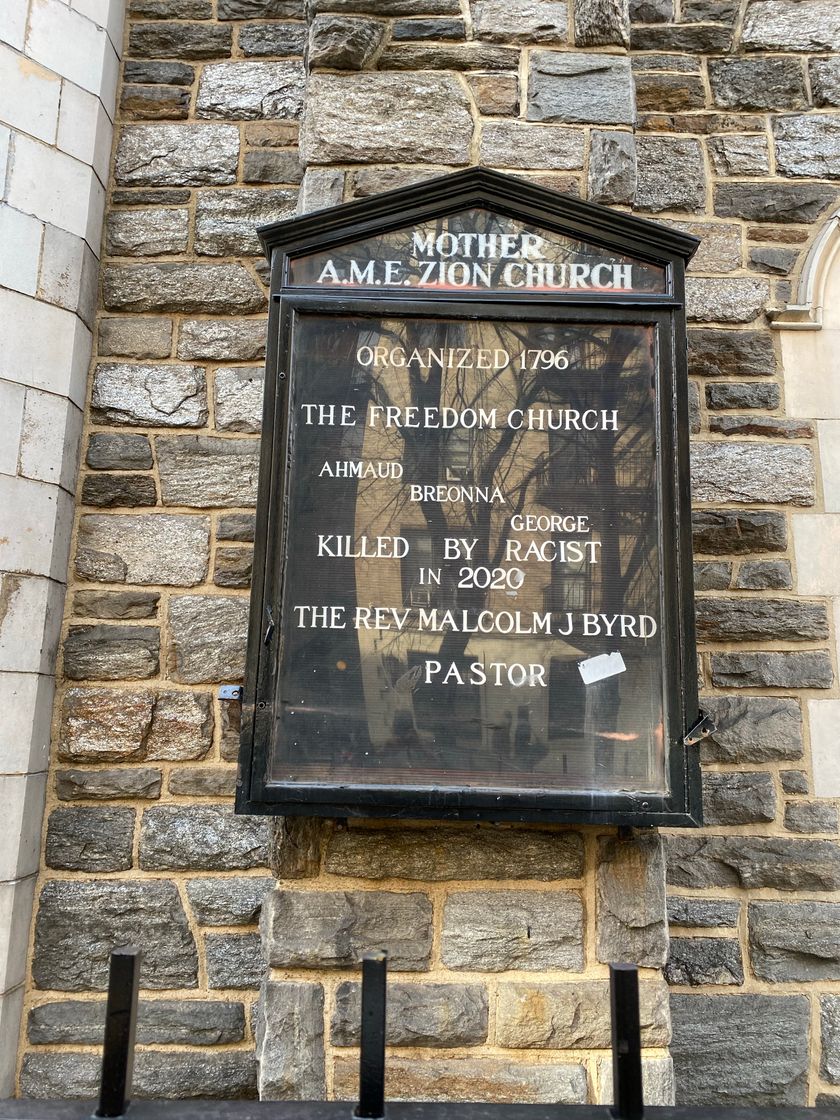 MOTHER
A.M.E. ZION CHURCH
ORGANIZED 1796
THE FREEDOM CHURCH
AHMAUD
BREONNA
GEORGE
KILLED BY RACIST
IN 2020
THE REV MALCOLM J BYRD
PASTOR